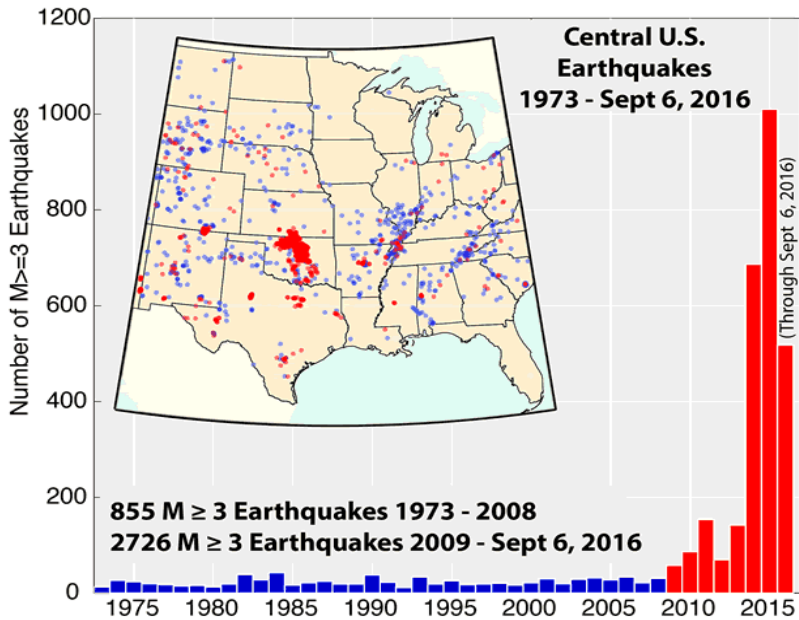 Central U.S.
Earthquakes
1973 - Sept 6, 2016
Number of M>=3 Earthquakes
1200
1000
800
600
400
200
0
(Through Sept 6, 2016)
855 M ≥ 3 Earthquakes 1973 - 2008
2726 M ≥ 3 Earthquakes 2009 - Sept 6, 2016
1975 1980 1985 1990 1995 2000 2005 2010 2015